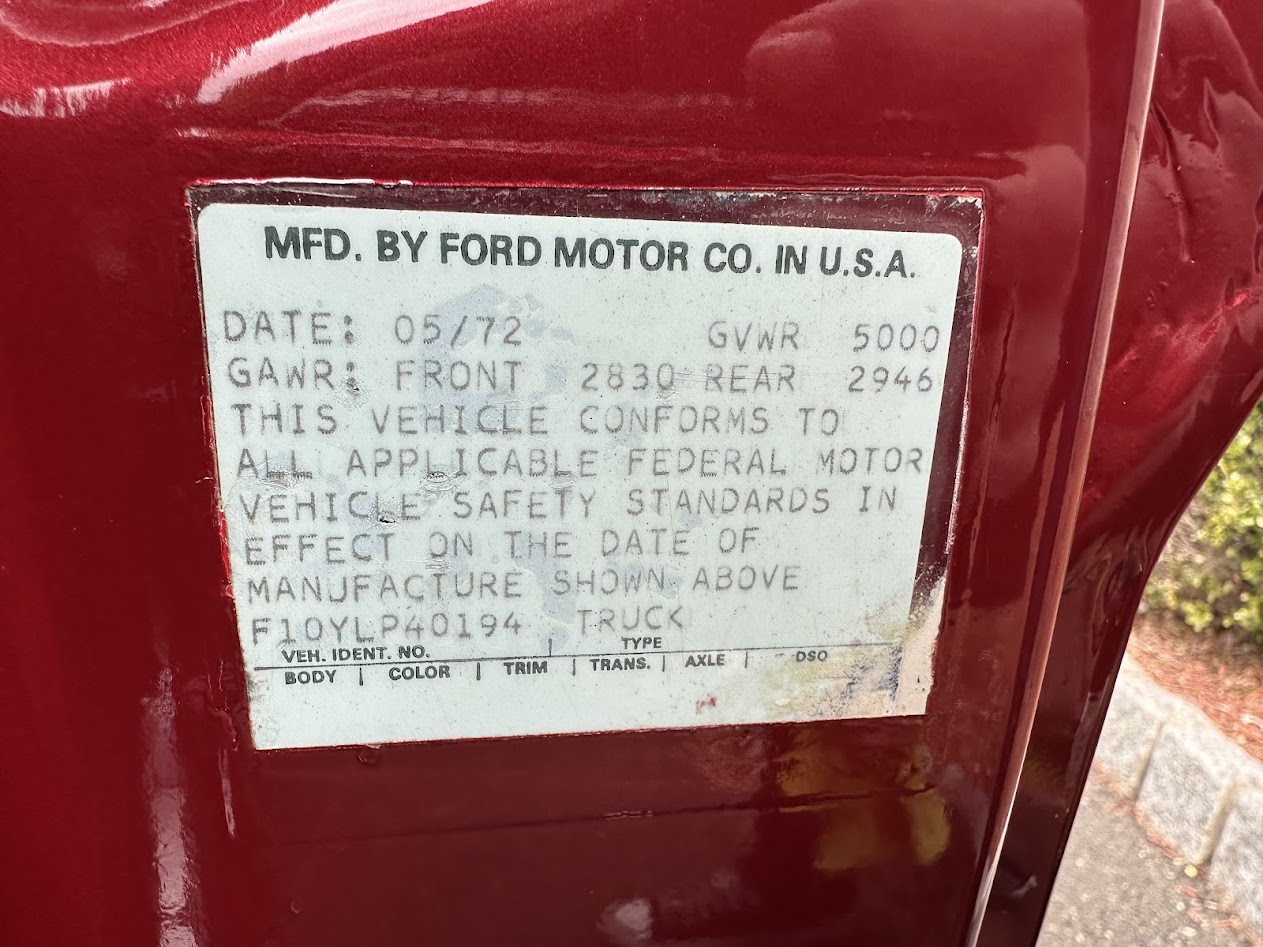 MFD. BY FORD MOTOR CO. IN U.S.A.
DATE: 05/72 GVWR 5000
GAWR: FRONT 2830 REAR 2946
THIS VEHICLE CONFORMS TO
ALL APPLICABLE FEDERAL MOTOR
VEHICLE SAFETY STANDARDS IN
EFFECT ON THE DATE OF
MANUFACTURE SHOWN ABOVE
F10YLP40194 TRUCK
VEH. IDENT. NO. | TYPE
BODY | COLOR | TRIM | TRANS. | AXLE | DSO